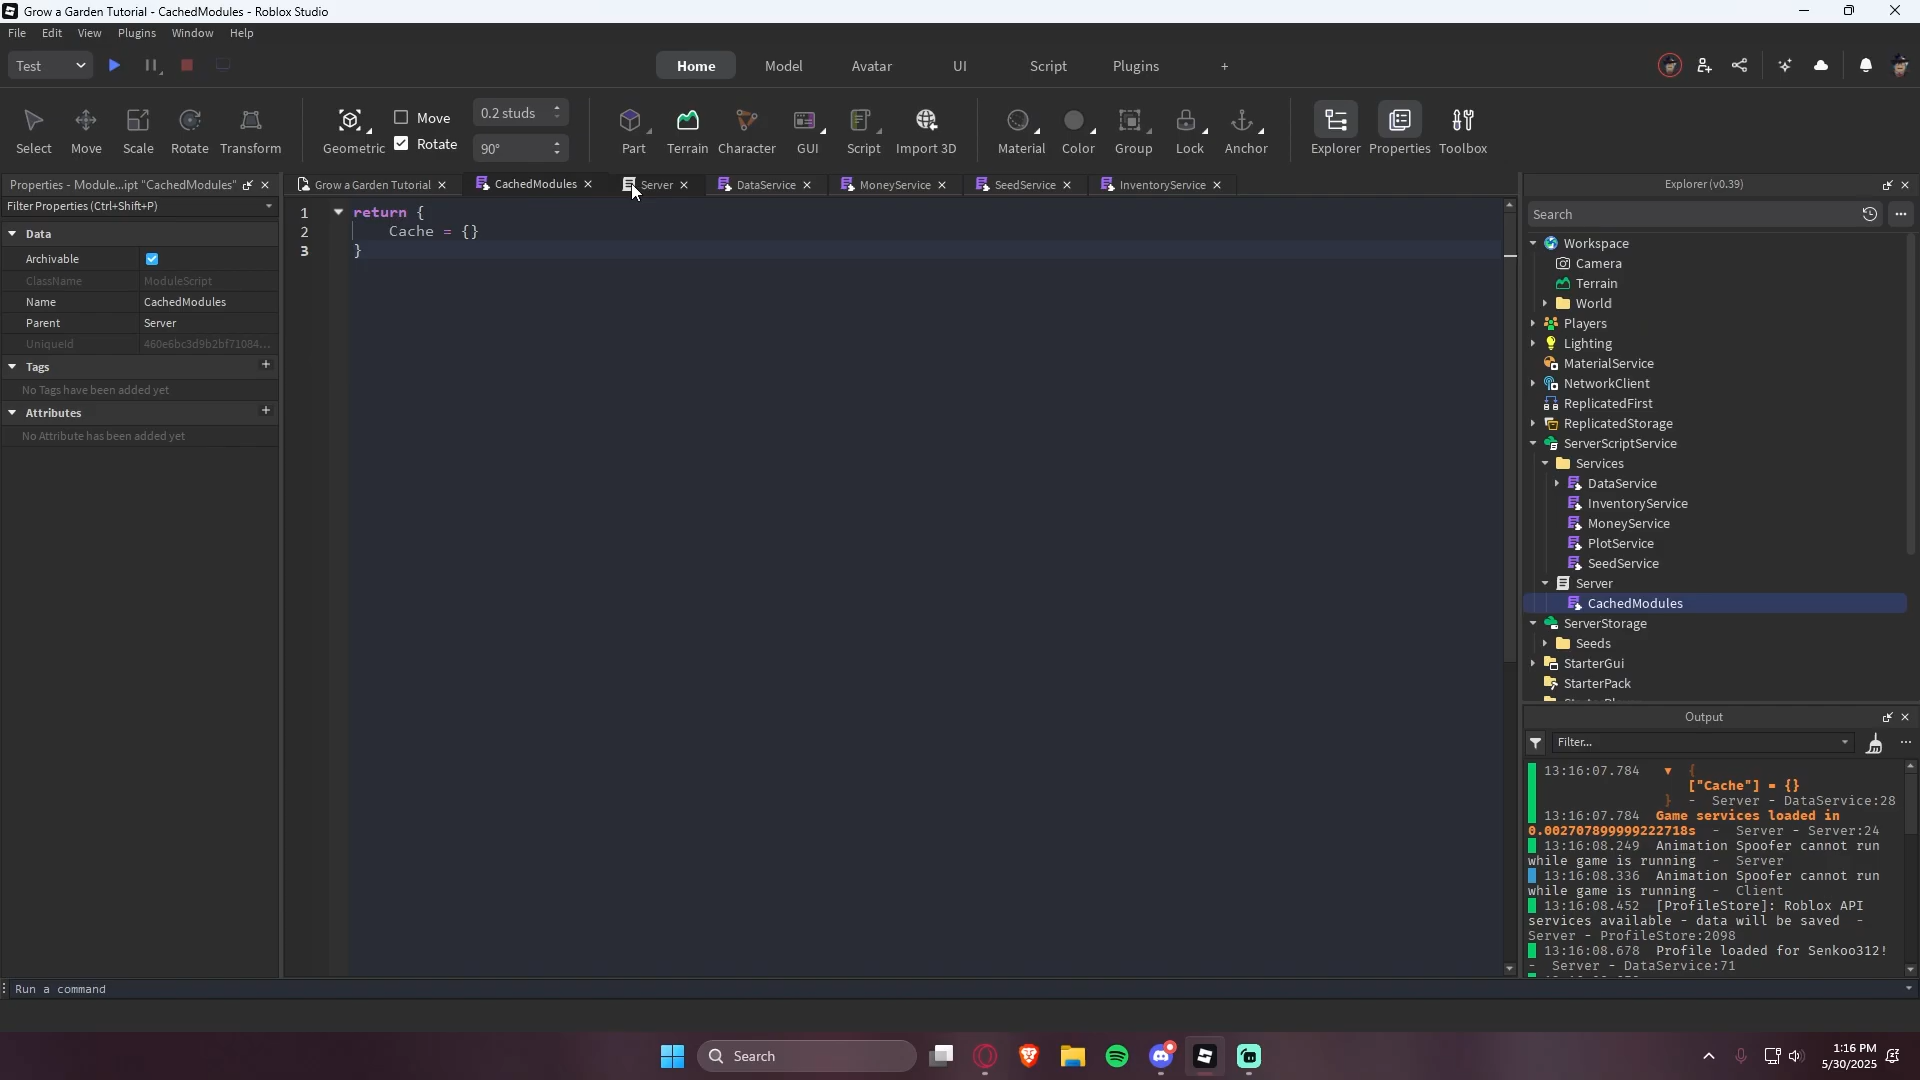 Grow a Garden Tutorial - CachedModules - Roblox Studio
File Edit View Plugins Window Help
Test
Home Model Avatar UI Script Plugins +
Select Move Scale Rotate Transform
Geometric
Move
Rotate
0.2 studs
90°
Part Terrain Character GUI Script Import 3D
Material Color Group Lock Anchor
Explorer Properties Toolbox
Properties - Module...ipt "CachedModules"
Filter Properties (Ctrl+Shift+P)
Data
Archivable
ClassName ModuleScript
Name CachedModules
Parent Server
UniqueId 460e6bc3d9b2bf71084...
Tags +
No Tags have been added yet
Attributes +
No Attribute has been added yet
Grow a Garden Tutorial CachedModules Server DataService MoneyService SeedService InventoryService
1 return {
2 Cache = {}
3 }
Explorer (v0.39)
Search
Workspace
Camera
Terrain
World
Players
Lighting
MaterialService
NetworkClient
ReplicatedFirst
ReplicatedStorage
ServerScriptService
Services
DataService
InventoryService
MoneyService
PlotService
SeedService
Server
CachedModules
ServerStorage
Seeds
StarterGui
StarterPack
Output
Filter...
13:16:07.784 ▼ {
["Cache"] = {}
} - Server - DataService:28
13:16:07.784 Game services loaded in
0.002707899999222718s - Server - Server:24
13:16:08.249 Animation Spoofer cannot run
while game is running - Server
13:16:08.336 Animation Spoofer cannot run
while game is running - Client
13:16:08.452 [ProfileStore]: Roblox API
services available - data will be saved -
Server - ProfileStore:2098
13:16:08.678 Profile loaded for Senkoo312!
- Server - DataService:71
Run a command
Search
1:16 PM
5/30/2025